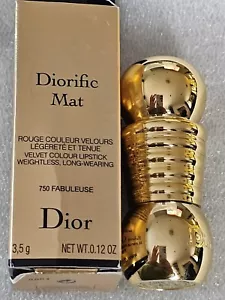 Diorific
Mat
ROUGE COULEUR VELOURS
LÉGÈRETÉ ET TENUE
VELVET COLOUR LIPSTICK
WEIGHTLESS, LONG-WEARING
750 FABULEUSE
Dior
3,5 g NET WT. 0.12 OZ